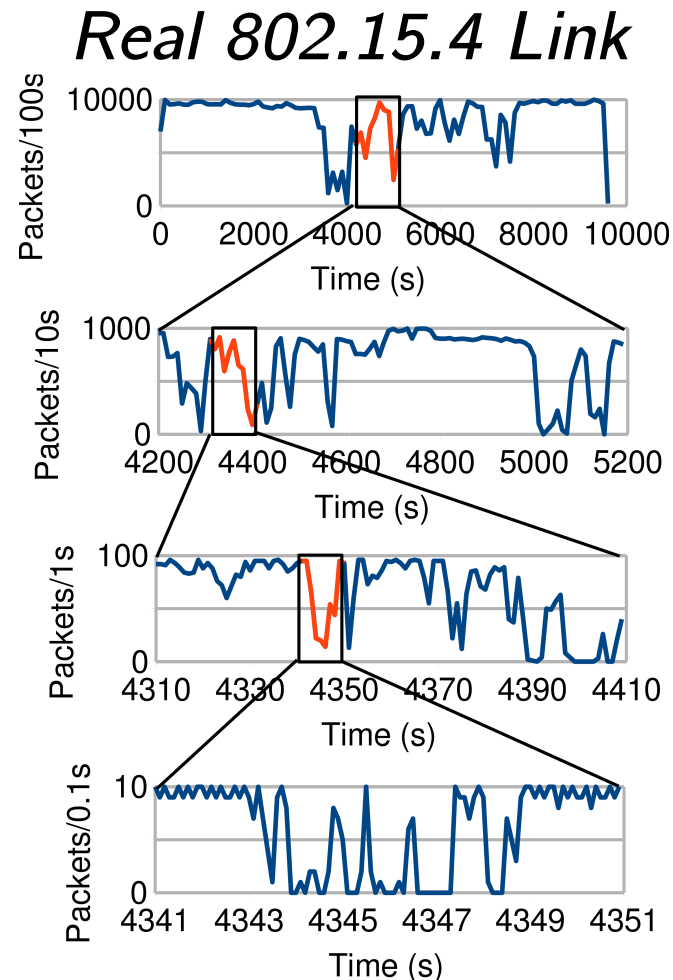 Real 802.15.4 Link
Packets/100s
10000
0
0 2000 4000 6000 8000 10000
Time (s)
Packets/10s
1000
0
4200 4400 4600 4800 5000 5200
Time (s)
Packets/1s
100
0
4310 4330 4350 4370 4390 4410
Time (s)
Packets/0.1s
10
0
4341 4343 4345 4347 4349 4351
Time (s)